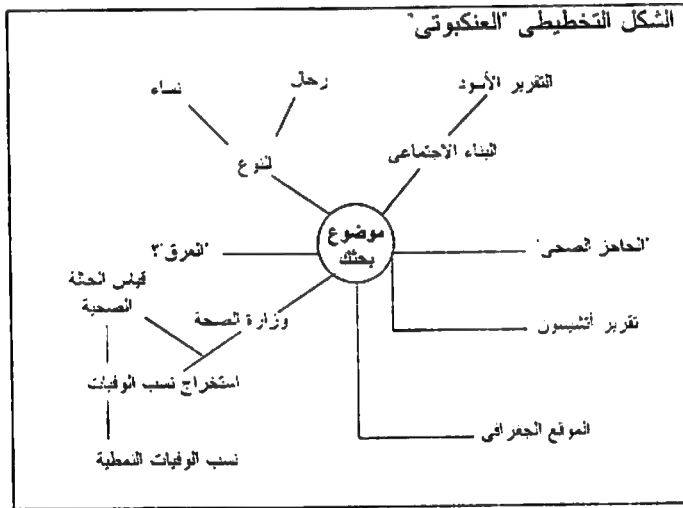 الشكل التخطيطى "العنكبوتى"
التقرير الأسود
رجال
نساء
البناء الاجتماعى
النوع
موضوع
بحثك
"الحاجز الصحى"
"العرق"؟
قياس الحالة
الصحية
وزارة الصحة
تقرير أتشيسون
استخراج نسب الوفيات
الموقع الجغرافى
نسب الوفيات النمطية